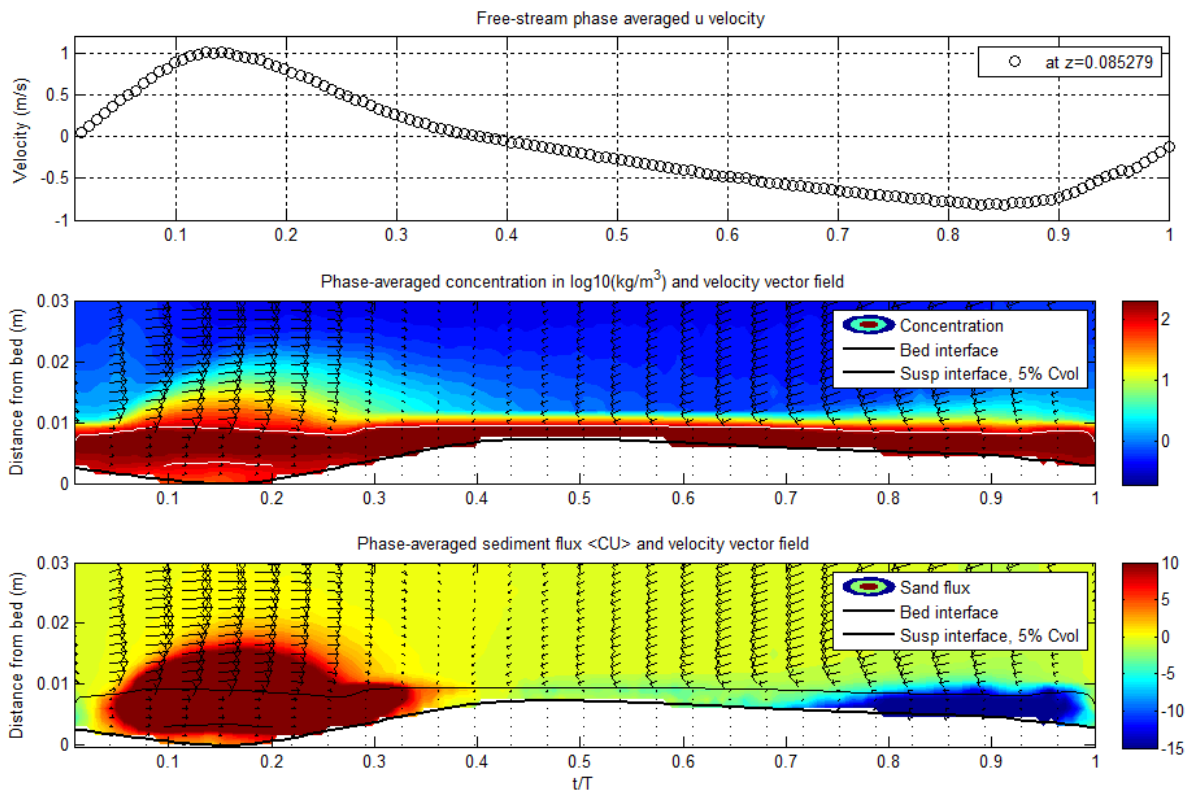 Free-stream phase averaged u velocity
Velocity (m/s)
1
0.5
0
-0.5
-1
at z=0.085279
0.1 0.2 0.3 0.4 0.5 0.6 0.7 0.8 0.9 1
Phase-averaged concentration in log10(kg/m3) and velocity vector field
Distance from bed (m)
0.03
0.02
0.01
0
Concentration
Bed interface
Susp interface, 5% Cvol
0.1 0.2 0.3 0.4 0.5 0.6 0.7 0.8 0.9 1
2
1
0
Phase-averaged sediment flux <CU> and velocity vector field
Distance from bed (m)
0.03
0.02
0.01
0
Sand flux
Bed interface
Susp interface, 5% Cvol
0.1 0.2 0.3 0.4 0.5 0.6 0.7 0.8 0.9 1
t/T
10
5
0
-5
-10
-15